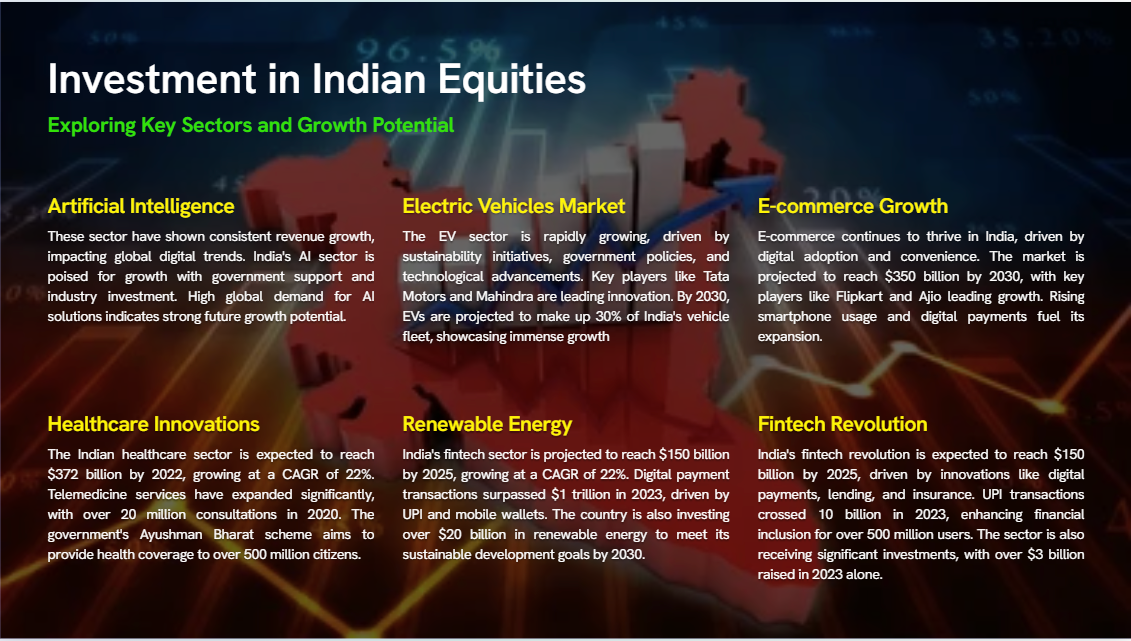 50%
96.5%
45%
35.20%
50%
Investment in Indian Equities
Exploring Key Sectors and Growth Potential
Artificial Intelligence
These sector have shown consistent revenue growth,
impacting global digital trends. India's AI sector is
poised for growth with government support and
industry investment. High global demand for AI
solutions indicates strong future growth potential.
Electric Vehicles Market
The EV sector is rapidly growing, driven by
sustainability initiatives, government policies, and
technological advancements. Key players like Tata
Motors and Mahindra are leading innovation. By 2030,
EVs are projected to make up 30% of India's vehicle
fleet, showcasing immense growth
E-commerce Growth
E-commerce continues to thrive in India, driven by
digital adoption and convenience. The market is
projected to reach $350 billion by 2030, with key
players like Flipkart and Ajio leading growth. Rising
smartphone usage and digital payments fuel its
expansion.
Healthcare Innovations
The Indian healthcare sector is expected to reach
$372 billion by 2022, growing at a CAGR of 22%.
Telemedicine services have expanded significantly,
with over 20 million consultations in 2020. The
government's Ayushman Bharat scheme aims to
provide health coverage to over 500 million citizens.
Renewable Energy
India's fintech sector is projected to reach $150 billion
by 2025, growing at a CAGR of 22%. Digital payment
transactions surpassed $1 trillion in 2023, driven by
UPI and mobile wallets. The country is also investing
over $20 billion in renewable energy to meet its
sustainable development goals by 2030.
Fintech Revolution
India's fintech revolution is expected to reach $150
billion by 2025, driven by innovations like digital
payments, lending, and insurance. UPI transactions
crossed 10 billion in 2023, enhancing financial
inclusion for over 500 million users. The sector is also
receiving significant investments, with over $3 billion
raised in 2023 alone.